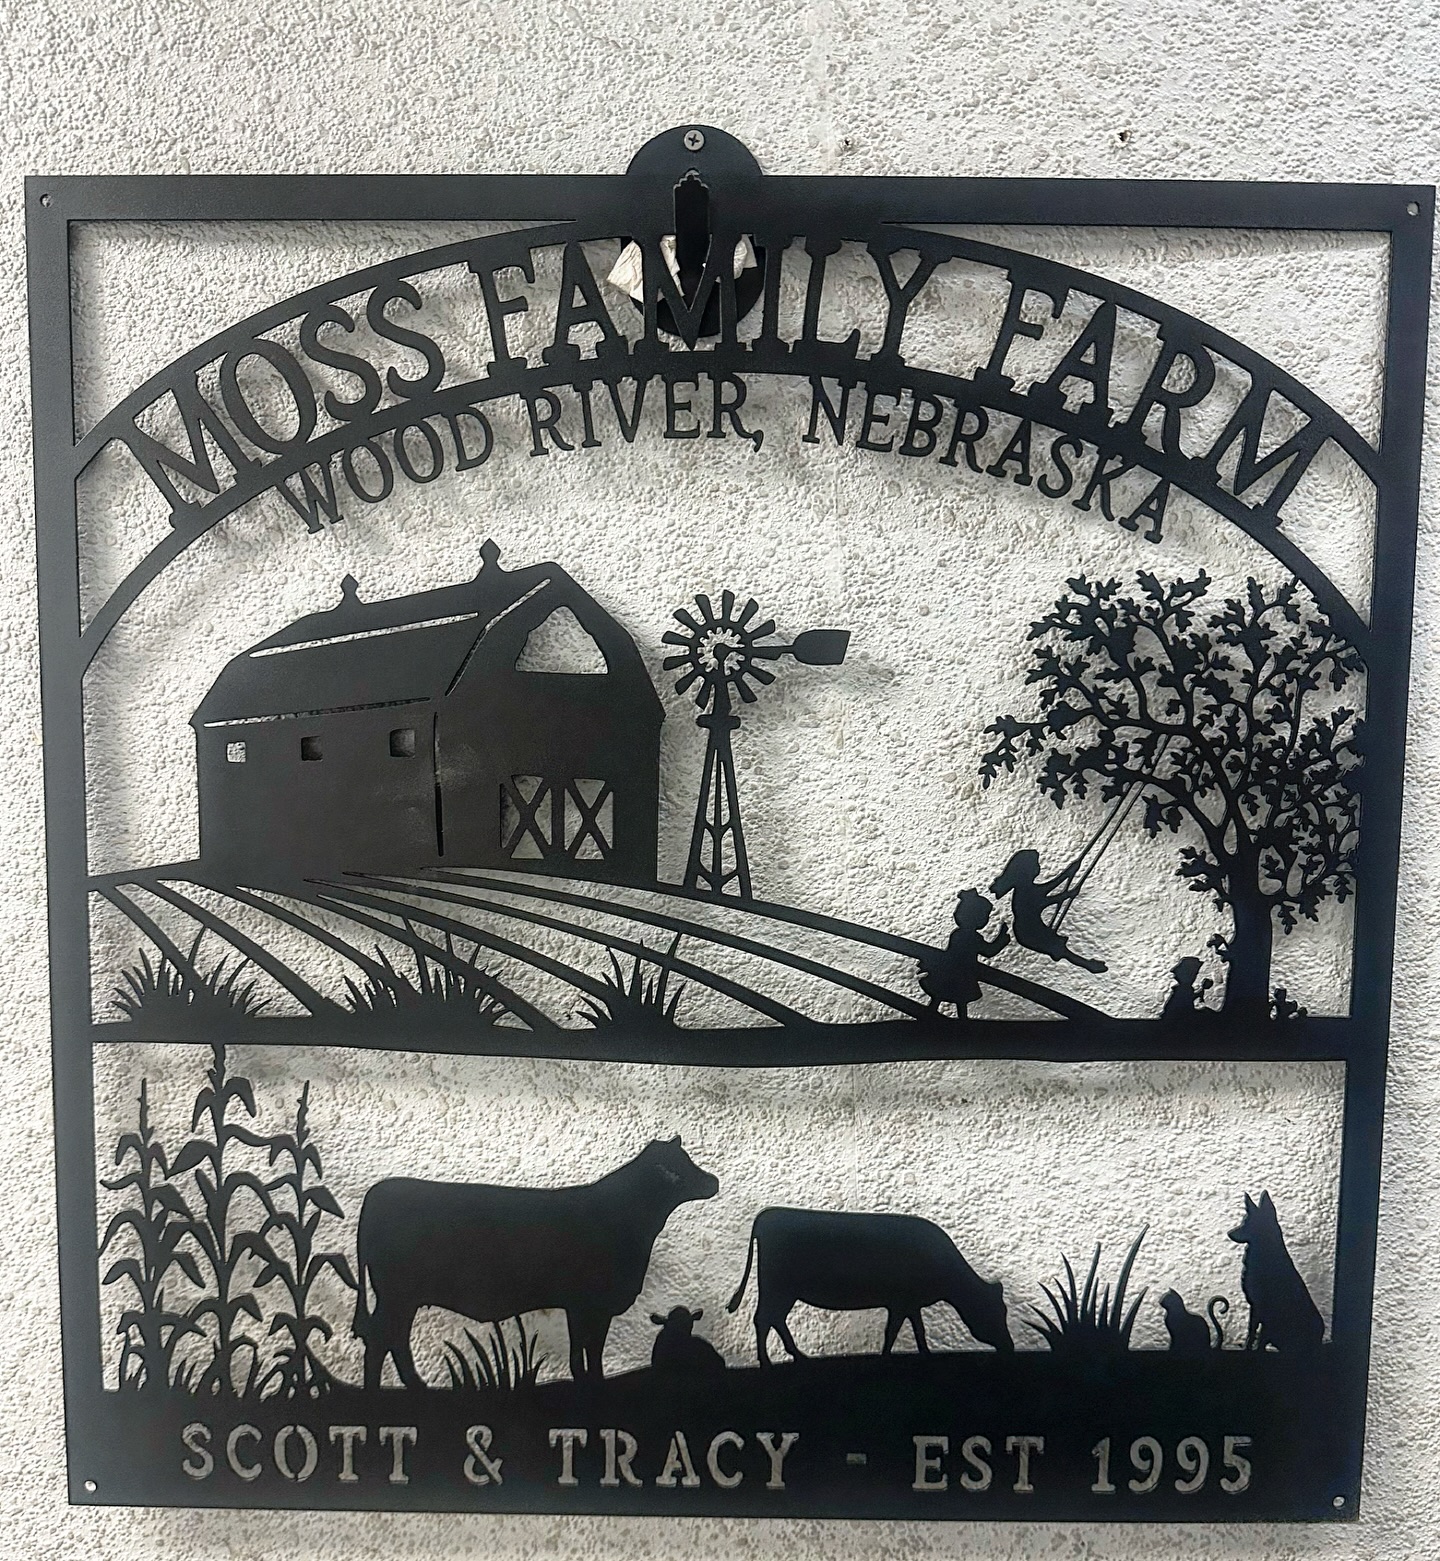 MOSS FAMILY FARM
WOOD RIVER, NEBRASKA
SCOTT & TRACY - EST 1995